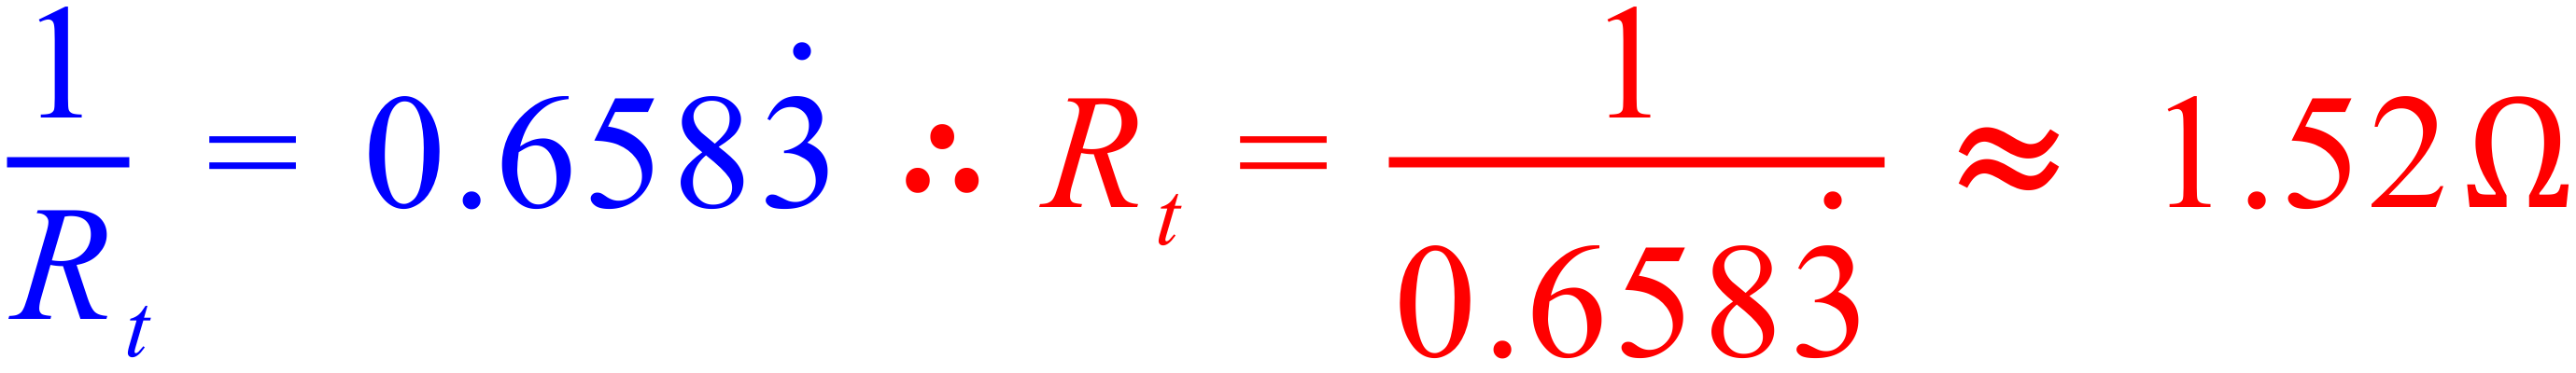 1/R_t = 0.6583̇ ∴ R_t = 1/0.6583̇ ≈ 1.52Ω